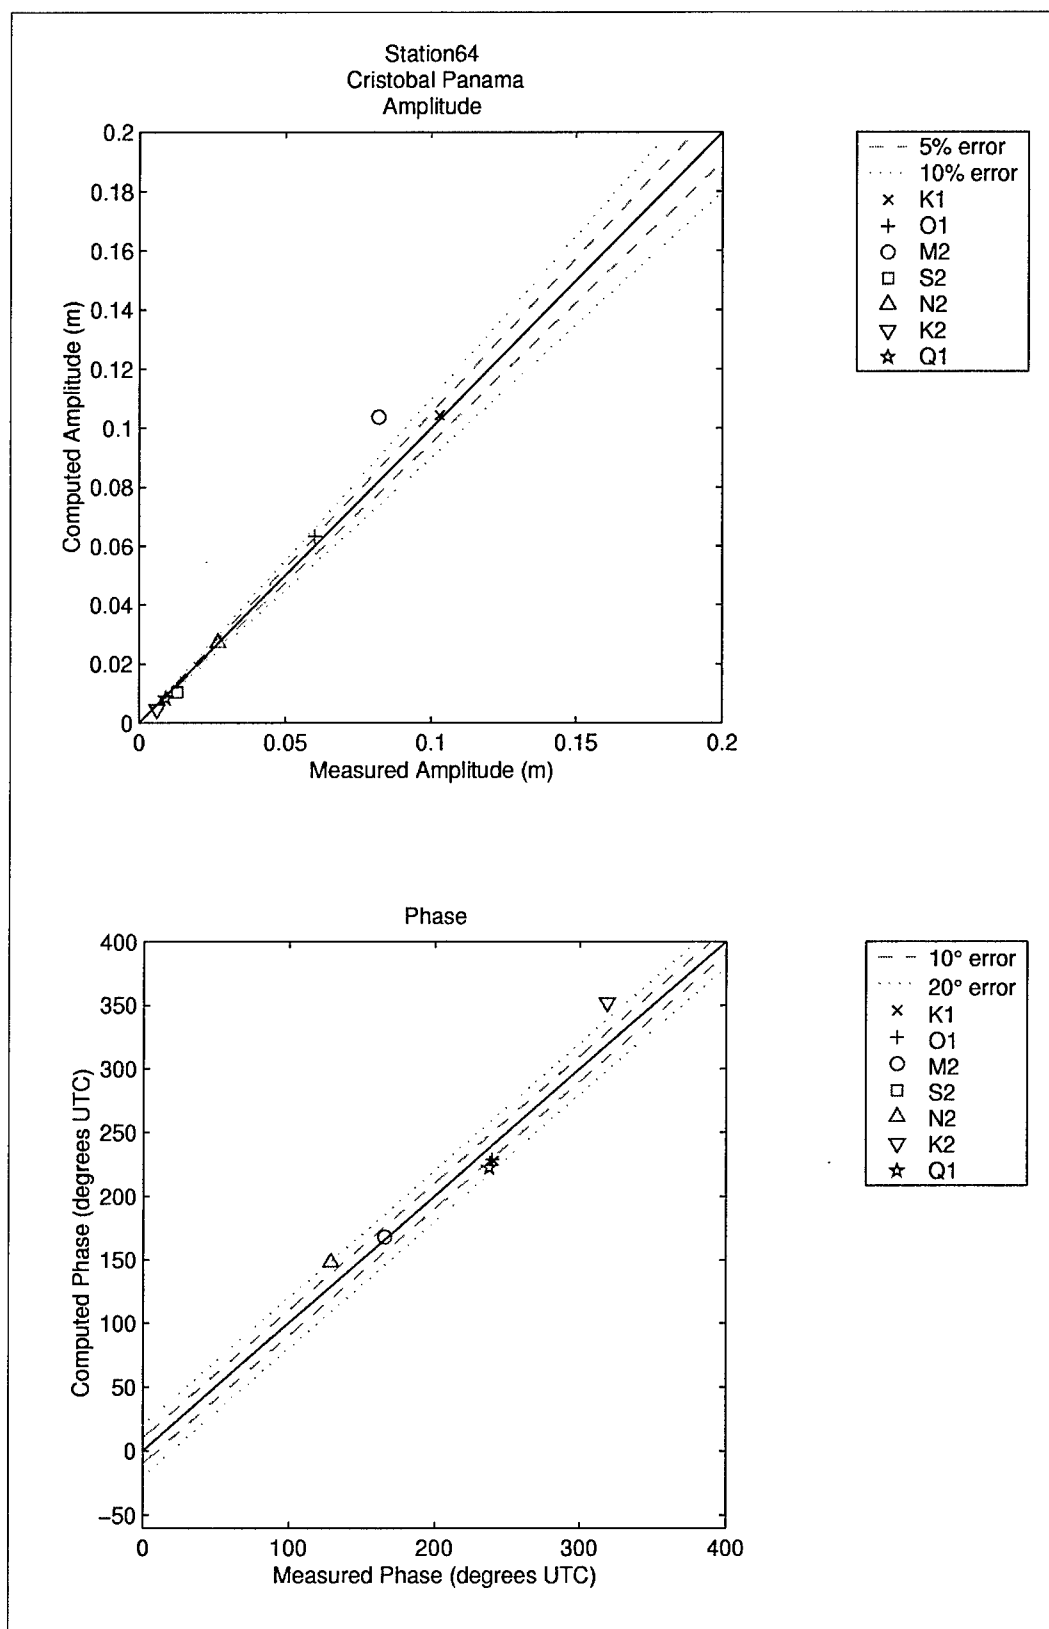 Station64
Cristobal Panama
Amplitude
0.2
0.18
0.16
0.14
0.12
0.1
0.08
0.06
0.04
0.02
0
Computed Amplitude (m)
0 0.05 0.1 0.15 0.2
Measured Amplitude (m)
5% error
10% error
K1
O1
M2
S2
N2
K2
Q1
Phase
400
350
300
250
200
150
100
50
0
−50
Computed Phase (degrees UTC)
0 100 200 300 400
Measured Phase (degrees UTC)
10° error
20° error
K1
O1
M2
S2
N2
K2
Q1